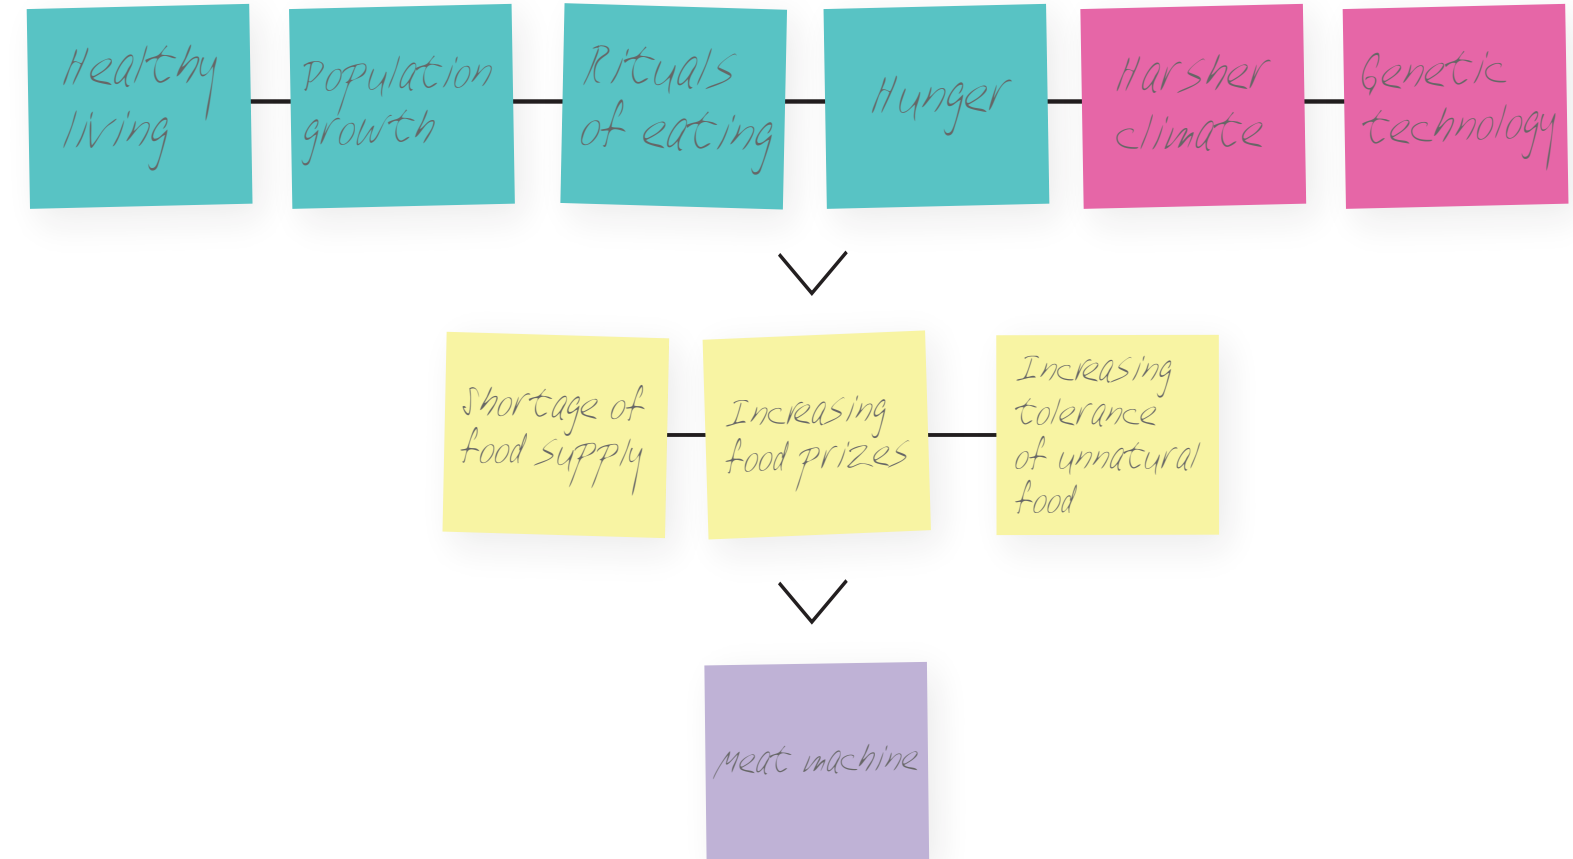 Healthy
living
Population
growth
Rituals
of eating
Hunger
Harsher
climate
Genetic
technology
Shortage of
food supply
Increasing
food prizes
Increasing
tolerance
of unnatural
food
Meat machine